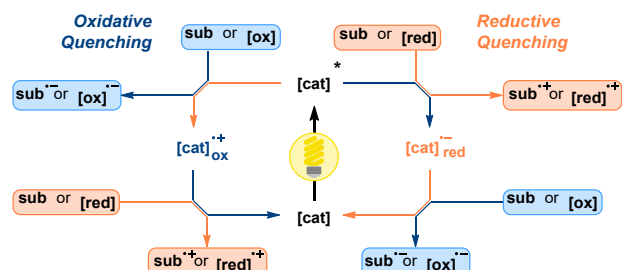 Oxidative Quenching
Reductive Quenching
sub or [ox]
sub or [red]
[cat]*
sub•− or [ox]•−
sub•+ or [red]•+
[cat]ox•+
[cat]red•−
sub or [red]
sub or [ox]
[cat]
sub•+ or [red]•+
sub•− or [ox]•−